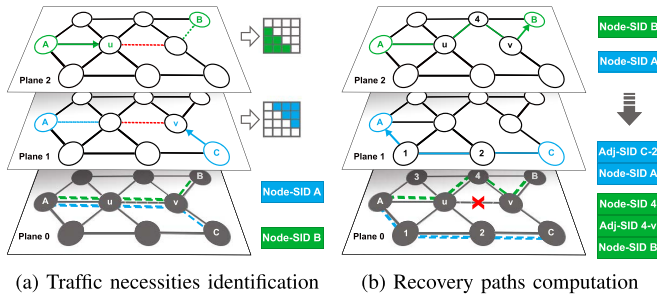 B
A
u
Plane 2
A
v
Plane 1
C
B
A
u
v
Plane 0
C
Node-SID A
Node-SID B
(a) Traffic necessities identification
4
B
A
u
v
Plane 2
A
Plane 1
1
2
C
3
4
B
A
u
v
Plane 0
1
2
C
Node-SID B
Node-SID A
Adj-SID C-2
Node-SID A
Node-SID 4
Adj-SID 4-v
Node-SID B
(b) Recovery paths computation